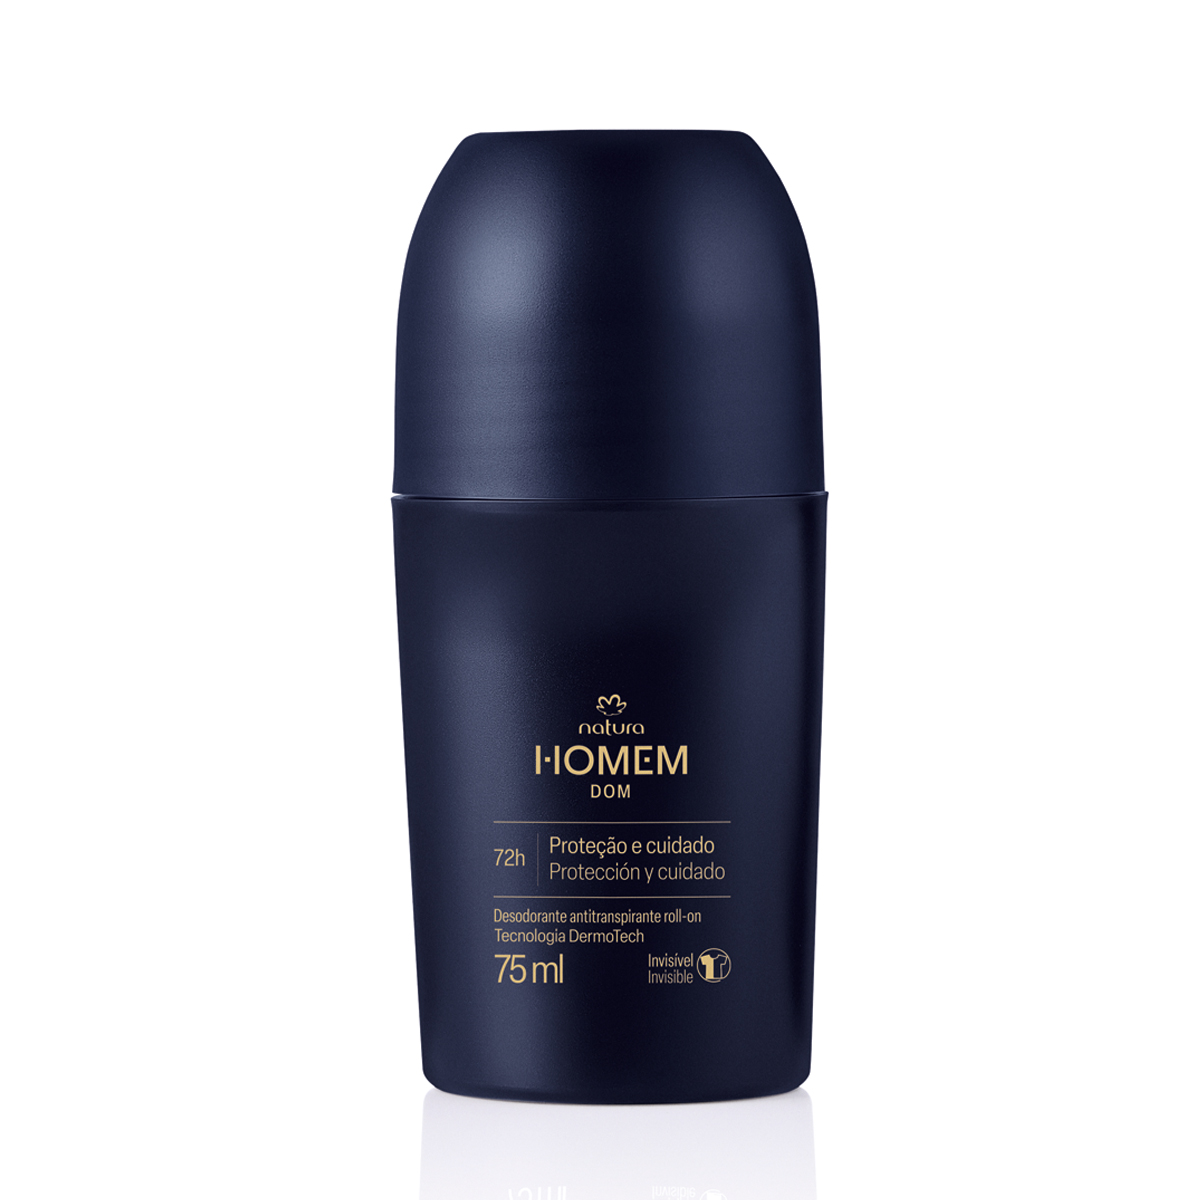 natura
HOMEM
DOM
72h
Proteção e cuidado
Protección y cuidado
Desodorante antitranspirante roll-on
Tecnologia DermoTech
75 ml
Invisível
Invisible